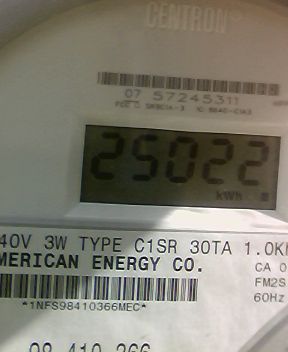 CENTRON
07 57245311
25022
kWh
40V 3W TYPE C1SR 30TA 1.0K
MERICAN ENERGY CO.
CA 0
FM2S
60Hz
*1NFS98410366MEC*
98 410 366